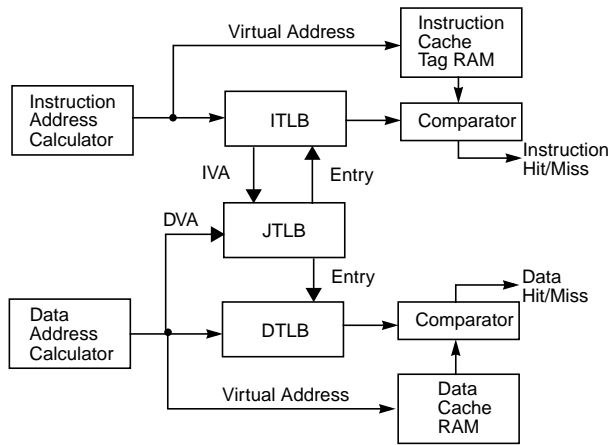 Virtual Address
Instruction
Cache
Tag RAM
Instruction
Address
Calculator
ITLB
Comparator
Instruction
Hit/Miss
IVA
Entry
DVA
JTLB
Entry
Data
Hit/Miss
Data
Address
Calculator
DTLB
Comparator
Virtual Address
Data
Cache
RAM